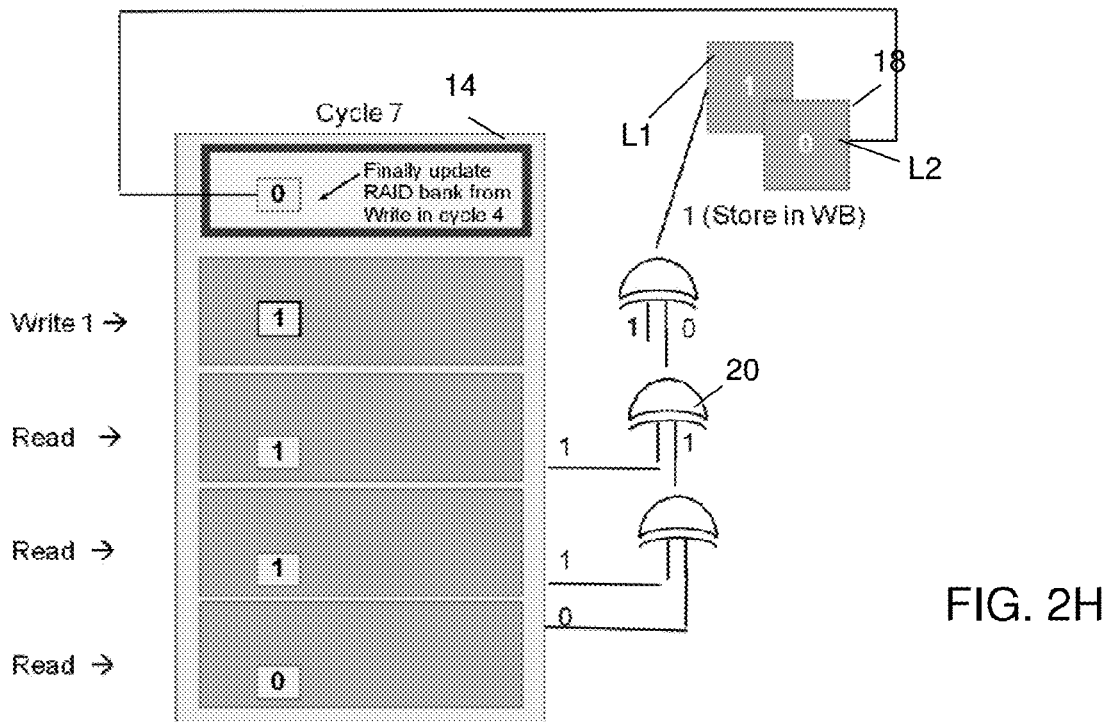 Cycle 7
14
L1
1
18
0
L2
0
Finally update
RAID bank from
Write in cycle 4
1 (Store in WB)
Write 1 →
1
1
0
20
Read →
1
1
1
Read →
1
1
0
Read →
0
FIG. 2H